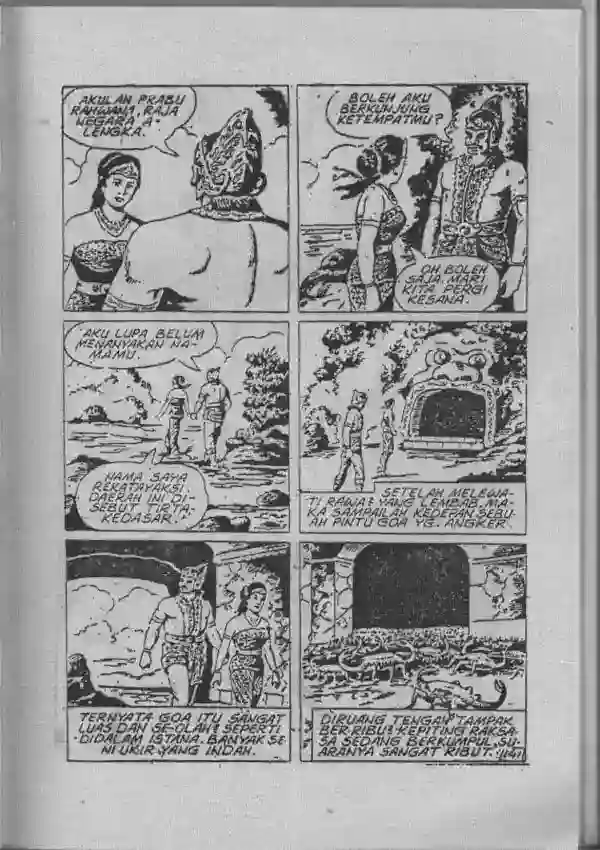 AKULAH PRABU
RAHWANA, RAJA
NEGARA A-
LENGKA.
BOLEH AKU
BERKUNJUNG
KETEMPATMU?
OH BOLEH
SAJA. MARI
KITA PERGI
KESANA.
AKU LUPA BELUM
MENANYAKAN NA-
MAMU.
NAMA SAYA
REKATAYAKSI.
DAERAH INI DI-
SEBUT TIRTA-
KEDASAR.
SETELAH MELEWA-
TI RAWA² YANG LEMBAB MA-
KA SAMPAILAH KEDEPAN SEBU-
AH PINTU GOA YG. ANGKER.
TERNYATA GOA ITU SANGAT
LUAS DAN SE-OLAH² SEPERTI
DIDALAM ISTANA. BANYAK SE-
NI UKIR YANG INDAH.
DIRUANG TENGAH² TAMPAK
BER-RIBU² KEPITING RAKSA-
SA SEDANG BERKUMPUL. SU-
ARANYA SANGAT RIBUT.